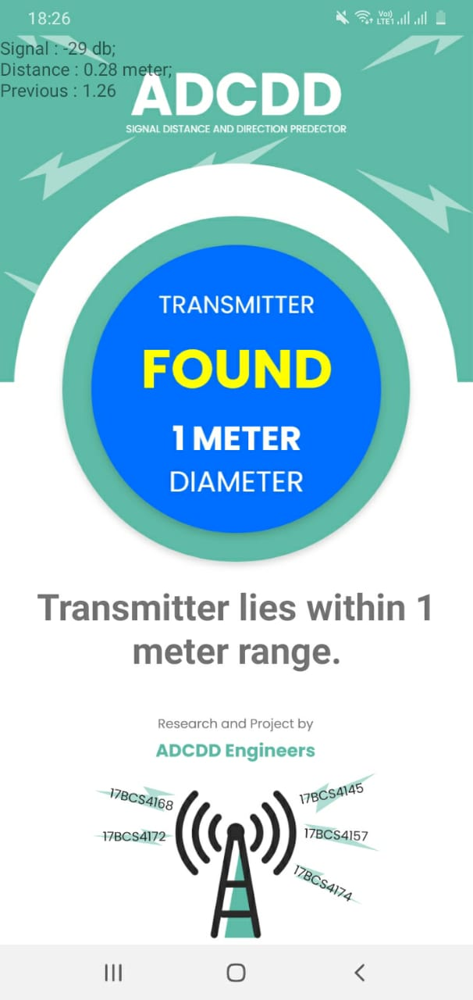 18:26
Vo)) LTE1
Signal : -29 db;
Distance : 0.28 meter;
Previous : 1.26
ADCDD
SIGNAL DISTANCE AND DIRECTION PREDECTOR
TRANSMITTER
FOUND
1 METER
DIAMETER
Transmitter lies within 1
meter range.
Research and Project by
ADCDD Engineers
17BCS4168
17BCS4145
17BCS4172
17BCS4157
17BCS4174